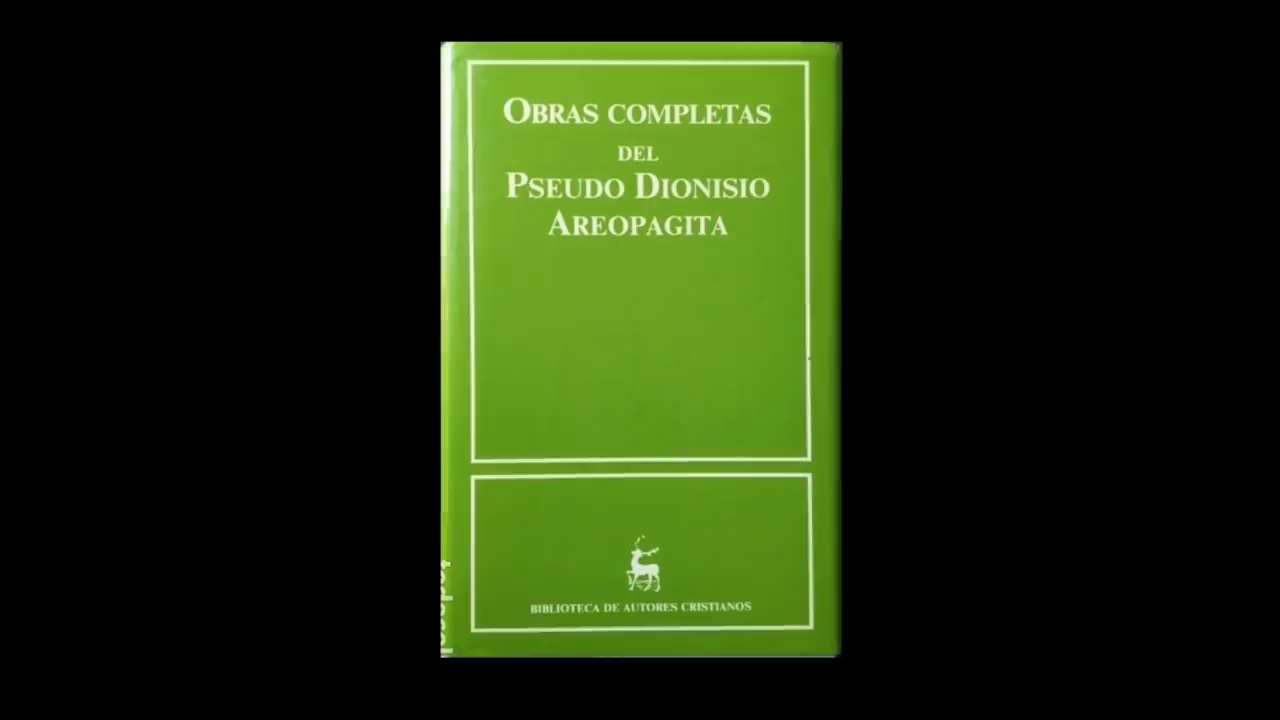 OBRAS COMPLETAS
DEL
PSEUDO DIONISIO
AREOPAGITA
BIBLIOTECA DE AUTORES CRISTIANOS